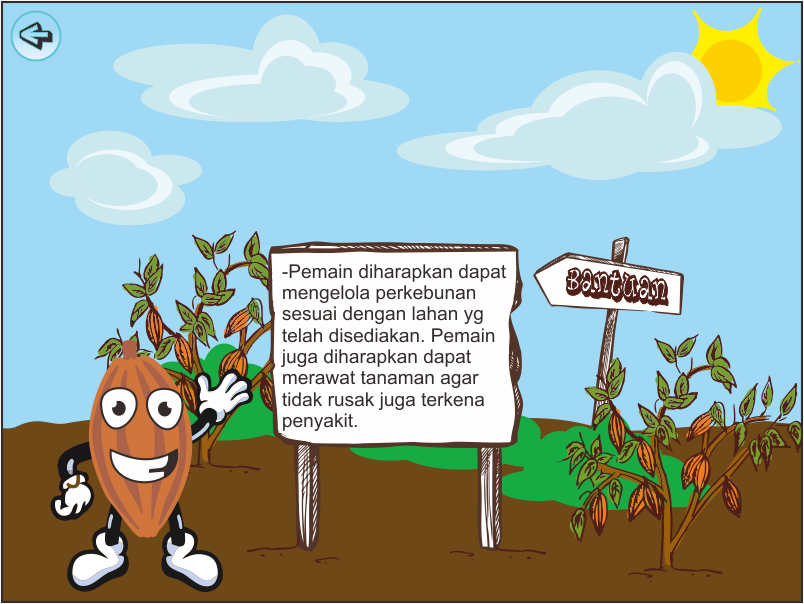 -Pemain diharapkan dapat
mengelola perkebunan
sesuai dengan lahan yg
telah disediakan. Pemain
juga diharapkan dapat
merawat tanaman agar
tidak rusak juga terkena
penyakit.
Bantuan